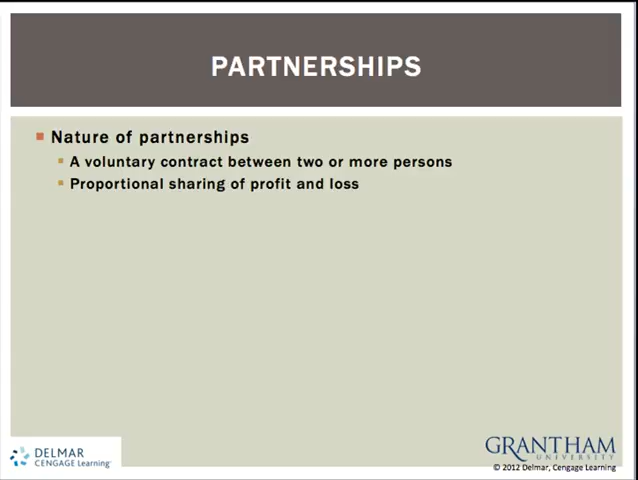 PARTNERSHIPS
Nature of partnerships
A voluntary contract between two or more persons
Proportional sharing of profit and loss
DELMAR
CENGAGE Learning
GRANTHAM
UNIVERSITY
© 2012 Delmar, Cengage Learning